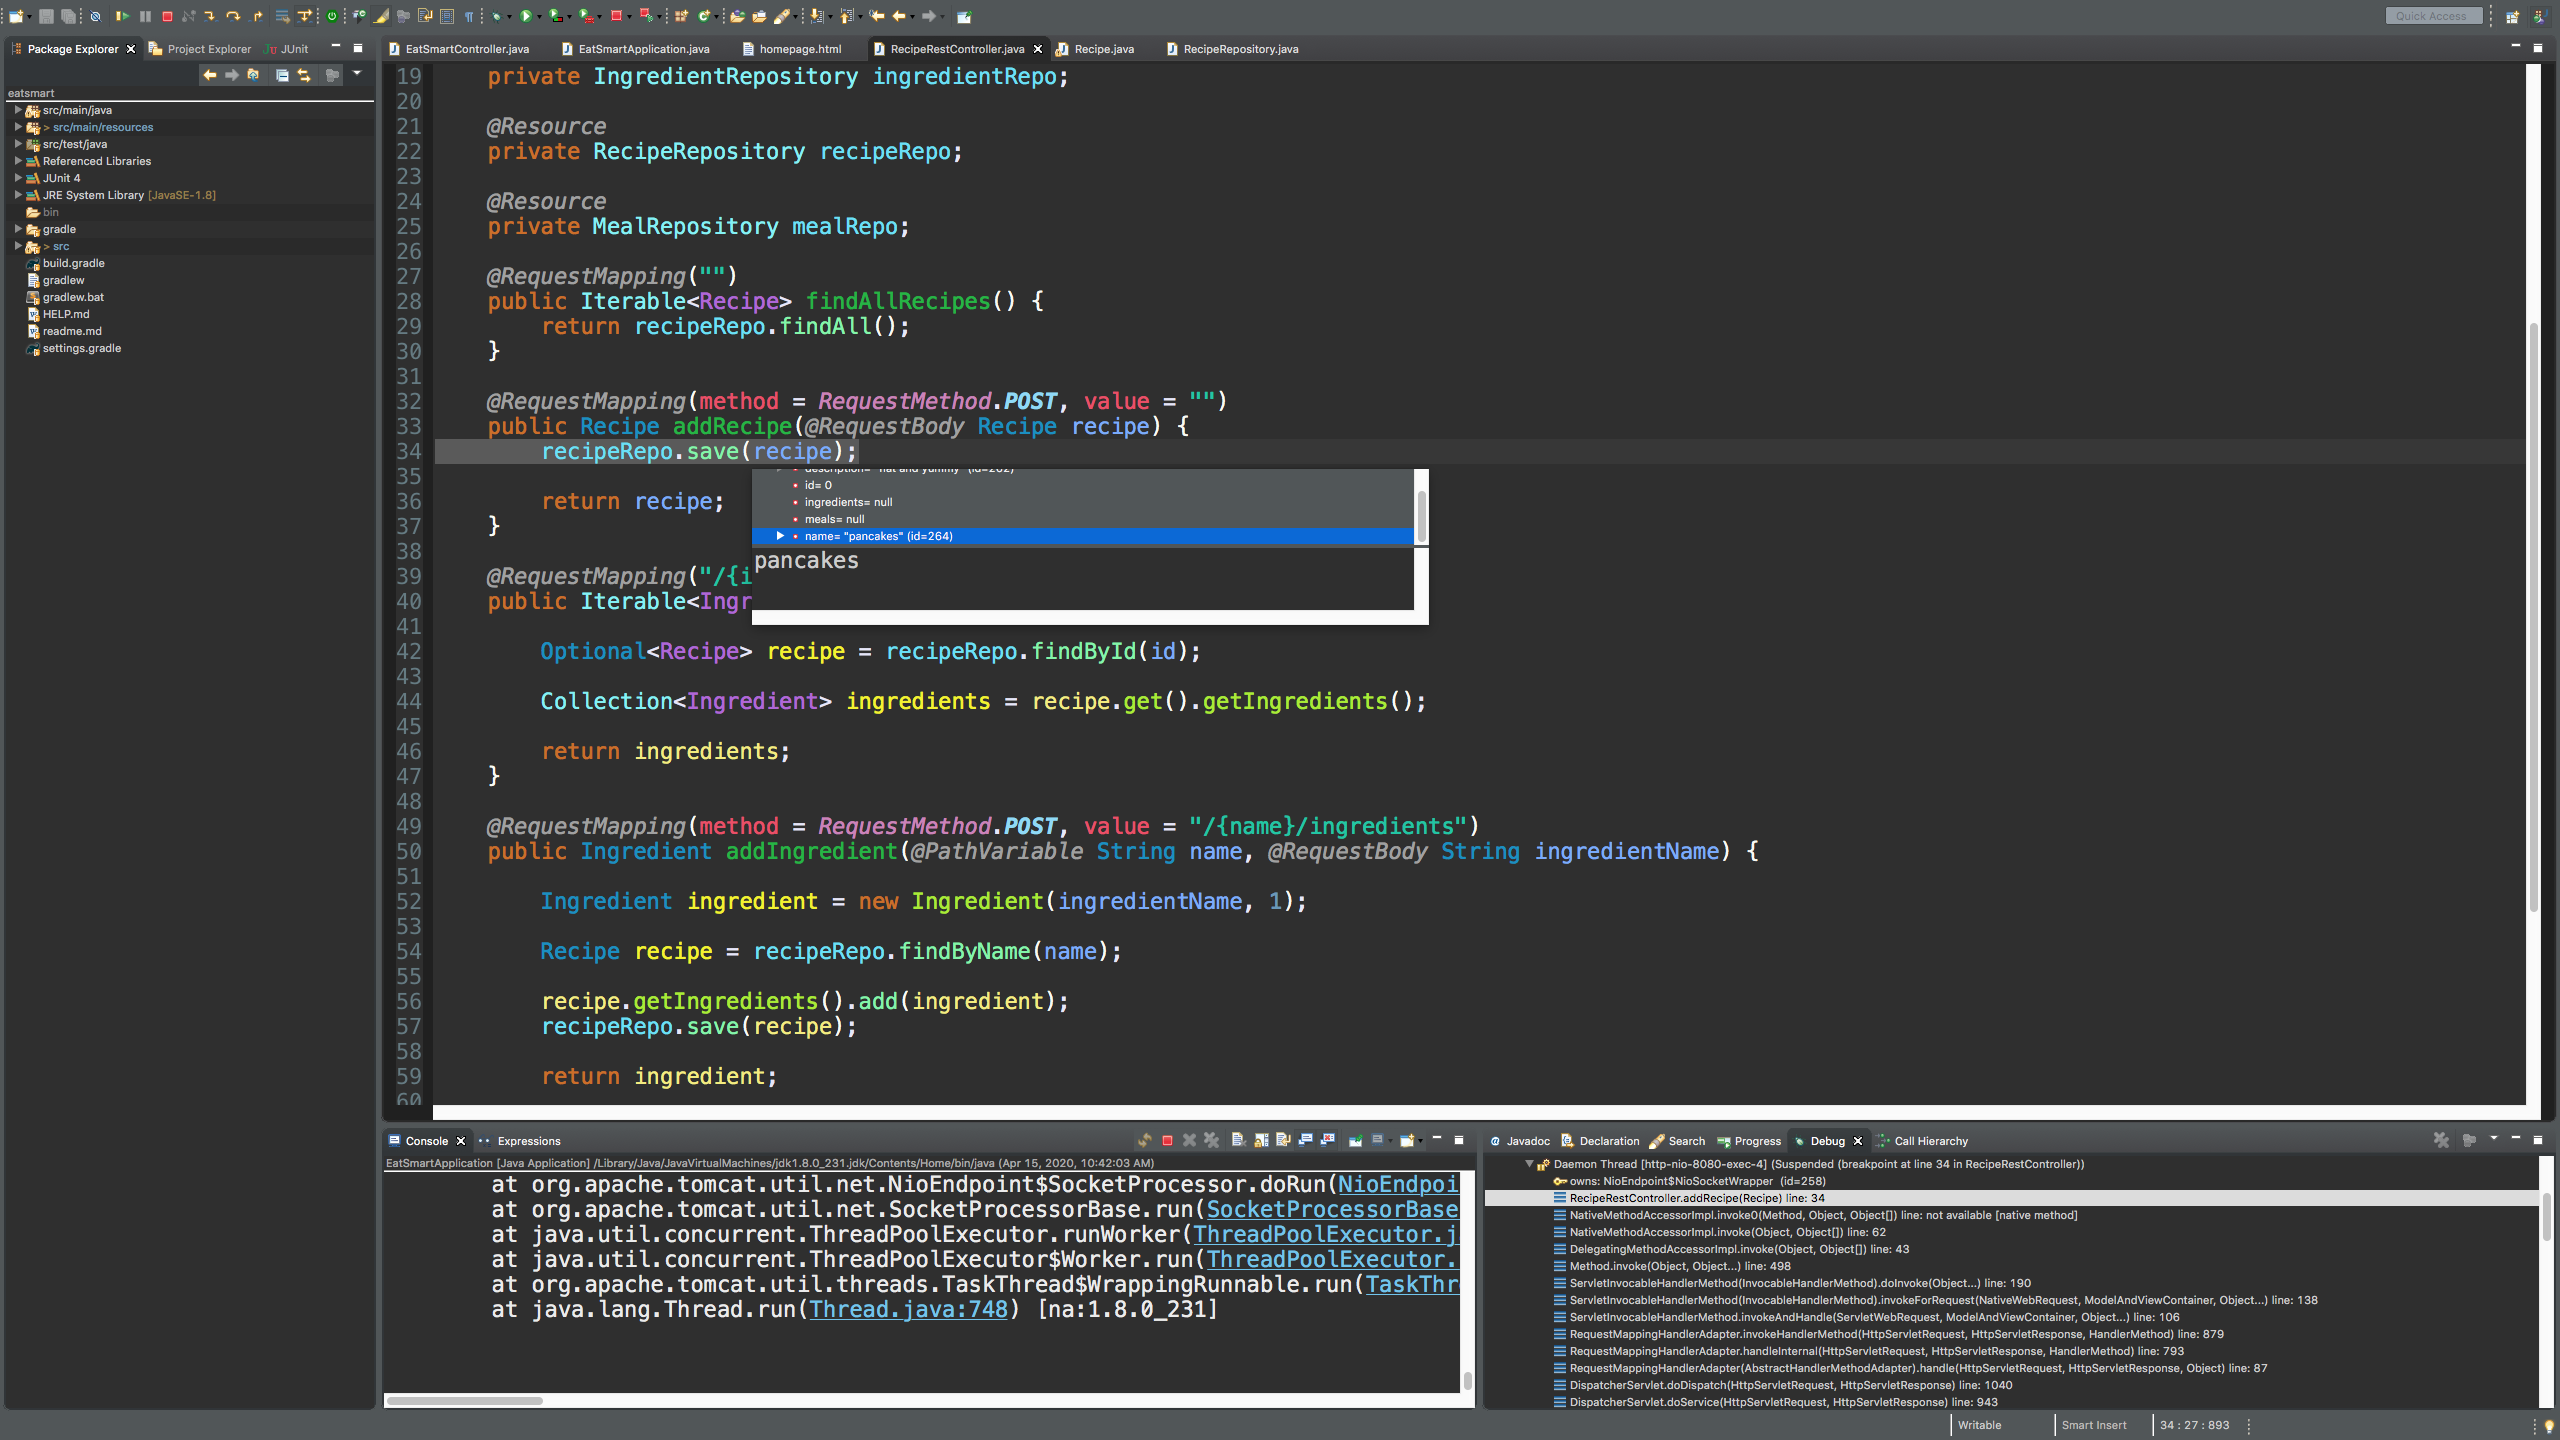 Quick Access
Package Explorer
Project Explorer
JUnit
EatSmartController.java
EatSmartApplication.java
homepage.html
RecipeRestController.java
Recipe.java
RecipeRepository.java
eatsmart
src/main/java
> src/main/resources
src/test/java
Referenced Libraries
JUnit 4
JRE System Library [JavaSE-1.8]
bin
gradle
> src
build.gradle
gradlew
gradlew.bat
HELP.md
readme.md
settings.gradle
19 private IngredientRepository ingredientRepo;
20
21 @Resource
22 private RecipeRepository recipeRepo;
23
24 @Resource
25 private MealRepository mealRepo;
26
27 @RequestMapping("")
28 public Iterable<Recipe> findAllRecipes() {
29 return recipeRepo.findAll();
30 }
31
32 @RequestMapping(method = RequestMethod.POST, value = "")
33 public Recipe addRecipe(@RequestBody Recipe recipe) {
34 recipeRepo.save(recipe);
35
36 return recipe;
37 }
38
39 @RequestMapping("/{i
40 public Iterable<Ingr
41
42 Optional<Recipe> recipe = recipeRepo.findById(id);
43
44 Collection<Ingredient> ingredients = recipe.get().getIngredients();
45
46 return ingredients;
47 }
48
49 @RequestMapping(method = RequestMethod.POST, value = "/{name}/ingredients")
50 public Ingredient addIngredient(@PathVariable String name, @RequestBody String ingredientName) {
51
52 Ingredient ingredient = new Ingredient(ingredientName, 1);
53
54 Recipe recipe = recipeRepo.findByName(name);
55
56 recipe.getIngredients().add(ingredient);
57 recipeRepo.save(recipe);
58
59 return ingredient;
60
id= 0
ingredients= null
meals= null
name= "pancakes" (id=264)
pancakes
Console
Expressions
EatSmartApplication [Java Application] /Library/Java/JavaVirtualMachines/jdk1.8.0_231.jdk/Contents/Home/bin/java (Apr 15, 2020, 10:42:03 AM)
at org.apache.tomcat.util.net.NioEndpoint$SocketProcessor.doRun(NioEndpoi
at org.apache.tomcat.util.net.SocketProcessorBase.run(SocketProcessorBase
at java.util.concurrent.ThreadPoolExecutor.runWorker(ThreadPoolExecutor.j
at java.util.concurrent.ThreadPoolExecutor$Worker.run(ThreadPoolExecutor.
at org.apache.tomcat.util.threads.TaskThread$WrappingRunnable.run(TaskThr
at java.lang.Thread.run(Thread.java:748) [na:1.8.0_231]
Javadoc
Declaration
Search
Progress
Debug
Call Hierarchy
Daemon Thread [http-nio-8080-exec-4] (Suspended (breakpoint at line 34 in RecipeRestController))
owns: NioEndpoint$NioSocketWrapper (id=258)
RecipeRestController.addRecipe(Recipe) line: 34
NativeMethodAccessorImpl.invoke0(Method, Object, Object[]) line: not available [native method]
NativeMethodAccessorImpl.invoke(Object, Object[]) line: 62
DelegatingMethodAccessorImpl.invoke(Object, Object[]) line: 43
Method.invoke(Object, Object...) line: 498
ServletInvocableHandlerMethod(InvocableHandlerMethod).doInvoke(Object...) line: 190
ServletInvocableHandlerMethod(InvocableHandlerMethod).invokeForRequest(NativeWebRequest, ModelAndViewContainer, Object...) line: 138
ServletInvocableHandlerMethod.invokeAndHandle(ServletWebRequest, ModelAndViewContainer, Object...) line: 106
RequestMappingHandlerAdapter.invokeHandlerMethod(HttpServletRequest, HttpServletResponse, HandlerMethod) line: 879
RequestMappingHandlerAdapter.handleInternal(HttpServletRequest, HttpServletResponse, HandlerMethod) line: 793
RequestMappingHandlerAdapter(AbstractHandlerMethodAdapter).handle(HttpServletRequest, HttpServletResponse, Object) line: 87
DispatcherServlet.doDispatch(HttpServletRequest, HttpServletResponse) line: 1040
DispatcherServlet.doService(HttpServletRequest, HttpServletResponse) line: 943
Writable
Smart Insert
34 : 27 : 893